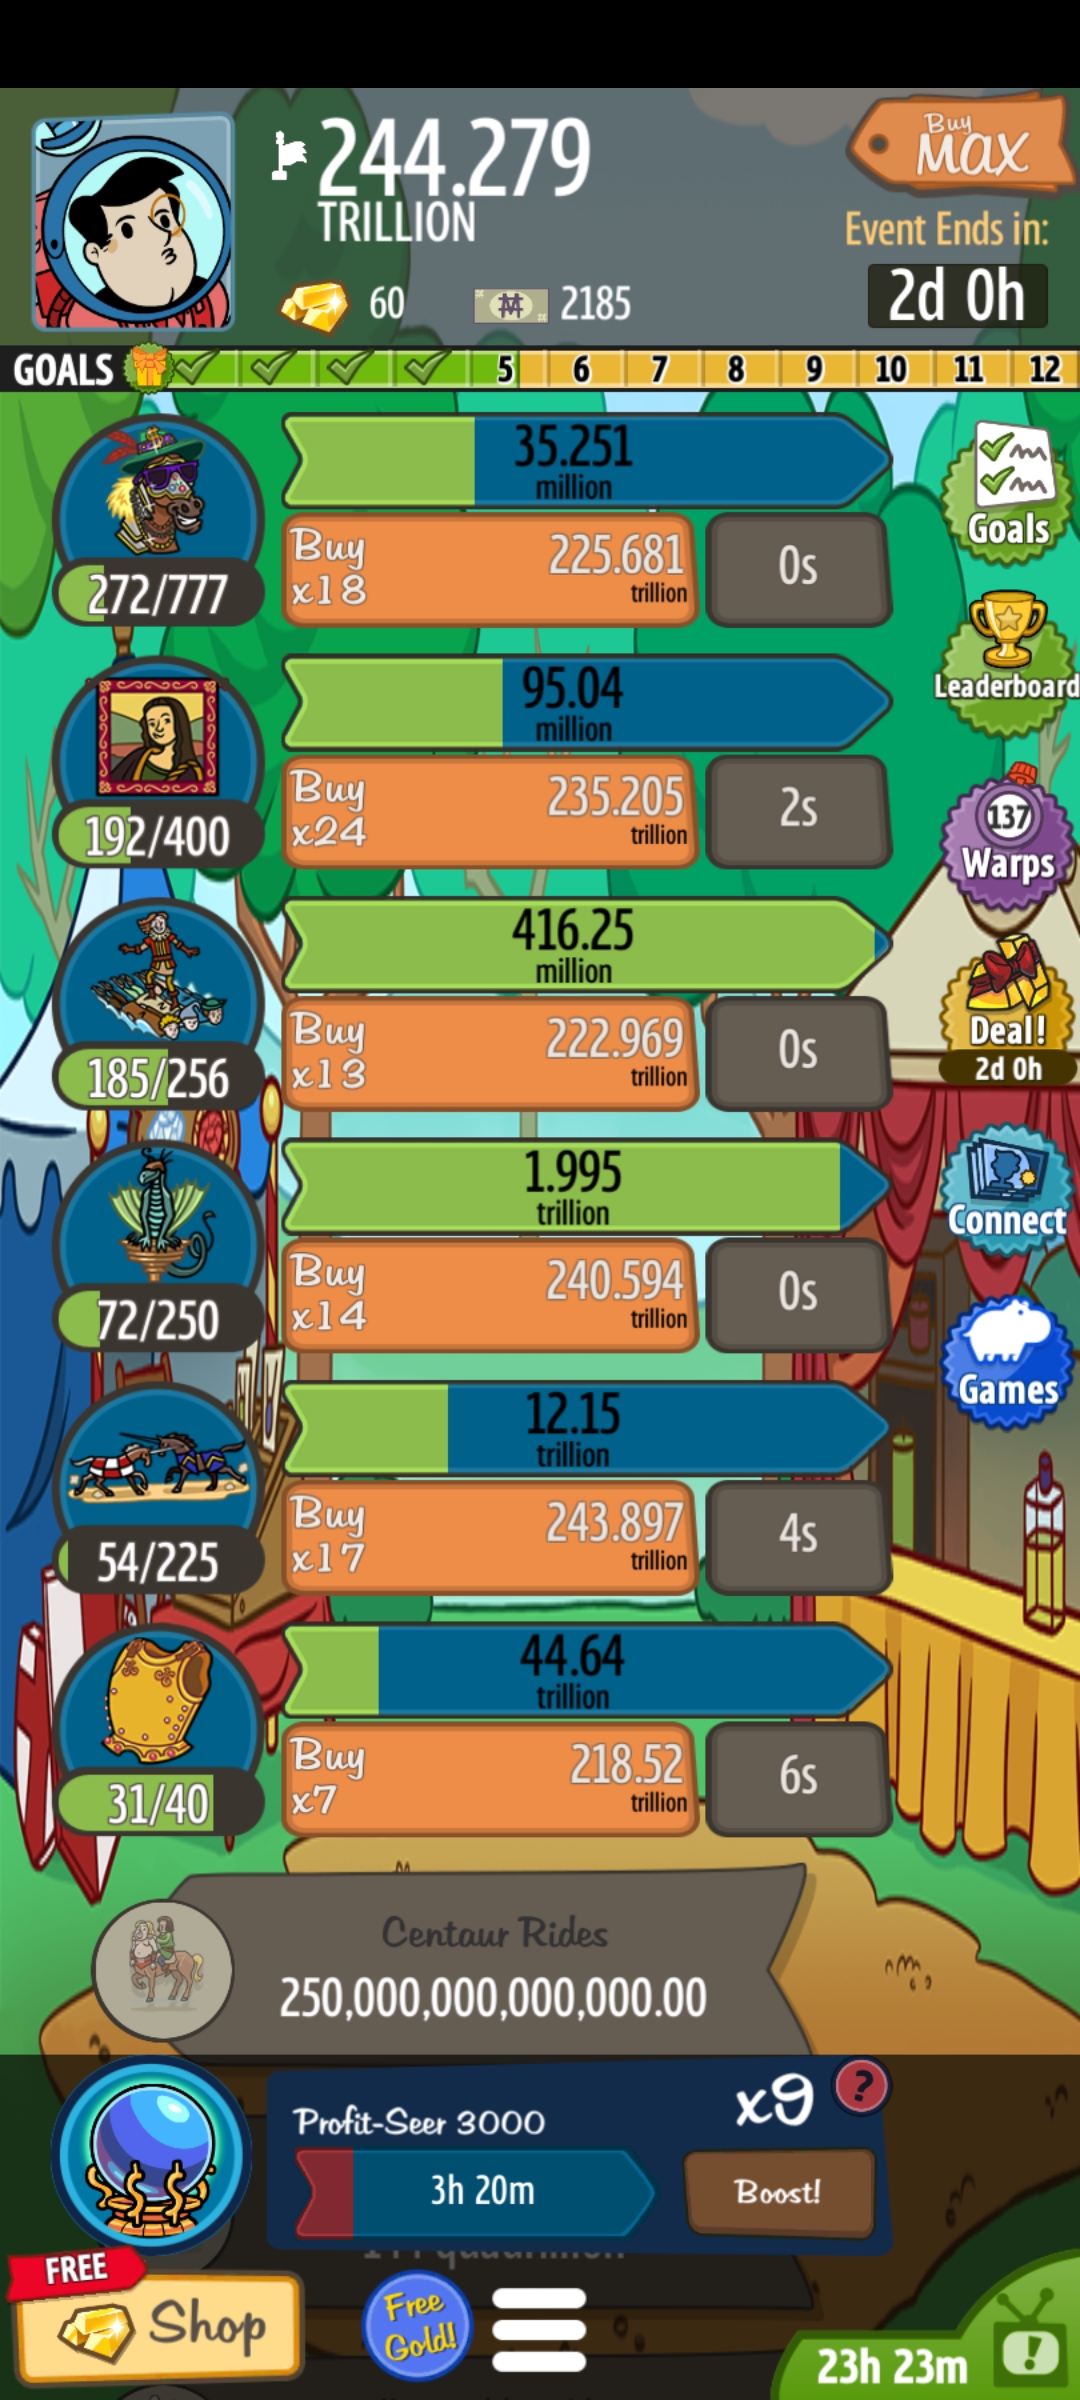 244.279
TRILLION
Buy
MAX
Event Ends in:
2d 0h
60
2185
GOALS 5 6 7 8 9 10 11 12
35.251
million
Buy
x18
225.681
trillion
0s
272/777
Goals
95.04
million
Buy
x24
235.205
trillion
2s
192/400
Leaderboard
137
Warps
416.25
million
Buy
x13
222.969
trillion
0s
185/256
Deal!
2d 0h
1.995
trillion
Buy
x14
240.594
trillion
0s
72/250
Connect
Games
12.15
trillion
Buy
x17
243.897
trillion
4s
54/225
44.64
trillion
Buy
x7
218.52
trillion
6s
31/40
Centaur Rides
250,000,000,000,000.00
Profit-Seer 3000
x9
?
3h 20m
Boost!
FREE
Shop
Free
Gold!
23h 23m
!